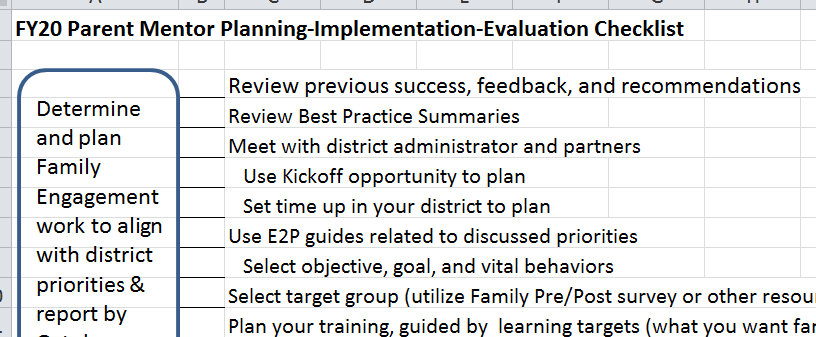 FY20 Parent Mentor Planning-Implementation-Evaluation Checklist
Determine
and plan
Family
Engagement
work to align
with district
priorities &
report by
Review previous success, feedback, and recommendations
Review Best Practice Summaries
Meet with district administrator and partners
Use Kickoff opportunity to plan
Set time up in your district to plan
Use E2P guides related to discussed priorities
Select objective, goal, and vital behaviors
Select target group (utilize Family Pre/Post survey or other
Plan your training, guided by learning targets (what you want